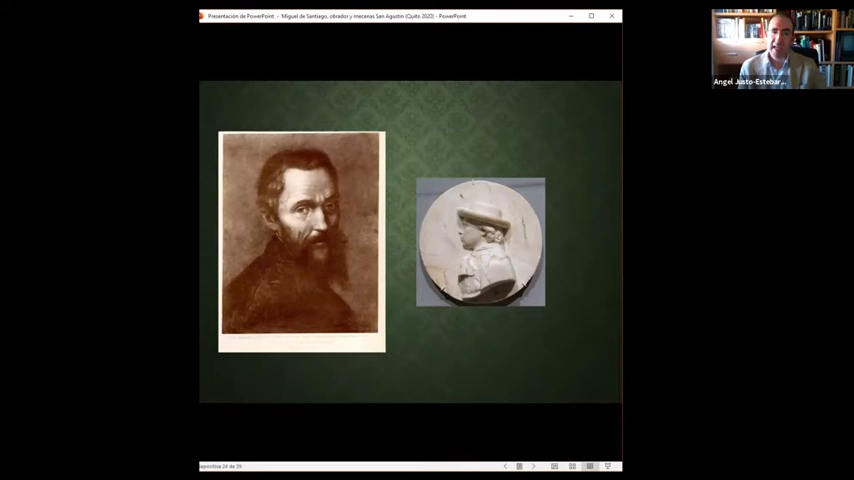 Presentación de PowerPoint - Miguel de Santiago, obrador y mecenas San Agustín (Quito 2020) - PowerPoint
Angel Justo-Estebar...
apositiva 24 de 39